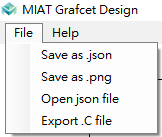 MIAT Grafcet Design
File Help
Save as .json
Save as .png
Open json file
Export .C file